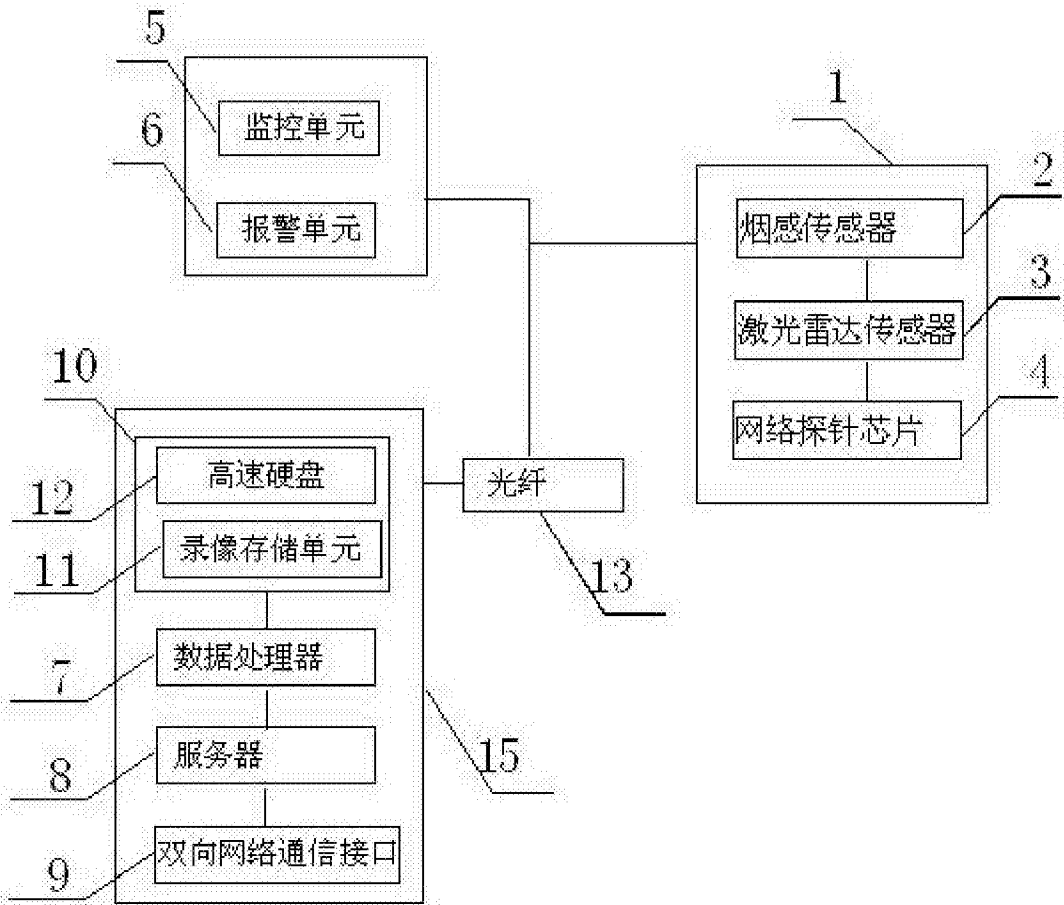 5
监控单元
6
报警单元
1
烟感传感器
2
激光雷达传感器
3
网络探针芯片
4
10
高速硬盘
12
录像存储单元
11
光纤
13
数据处理器
7
服务器
8
15
双向网络通信接口
9